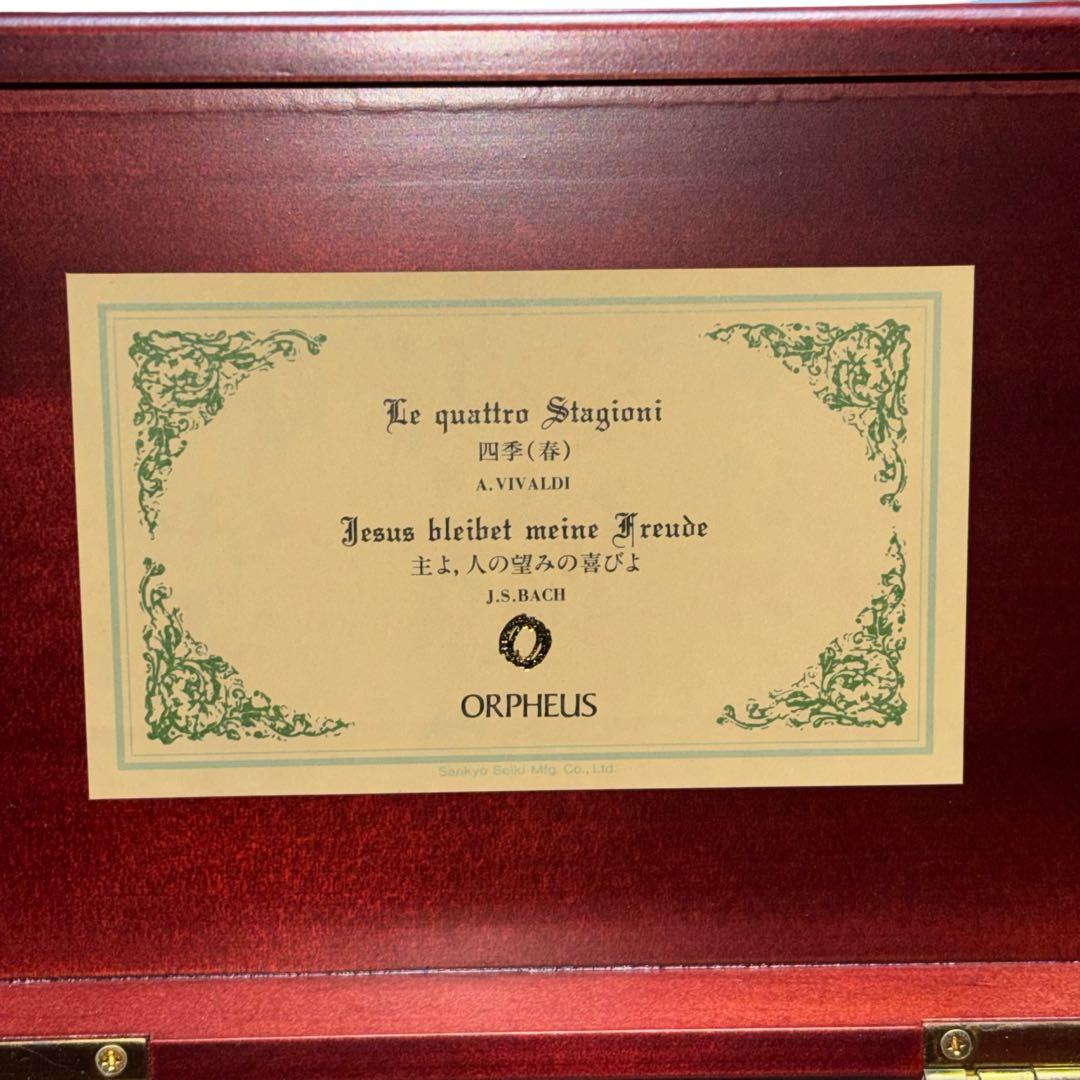 Le quattro Stagioni
四季(春)
A.VIVALDI
Jesus bleibet meine Freude
主よ,人の望みの喜びよ
J.S.BACH
ORPHEUS
Sankyo Seiki Mfg. Co., Ltd.